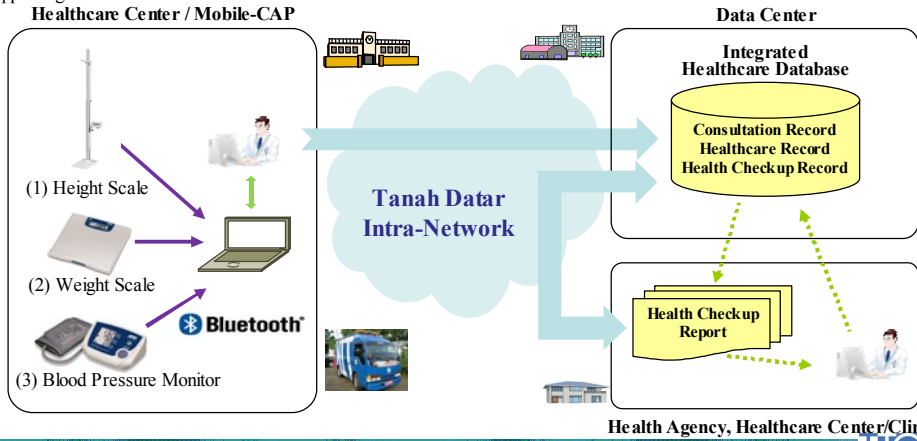 Healthcare Center / Mobile-CAP
Data Center
Integrated
Healthcare Database
Consultation Record
Healthcare Record
Health Checkup Record
(1) Height Scale
Tanah Datar
Intra-Network
(2) Weight Scale
Bluetooth
Health Checkup
Report
(3) Blood Pressure Monitor
Health Agency, Healthcare Center/Clin